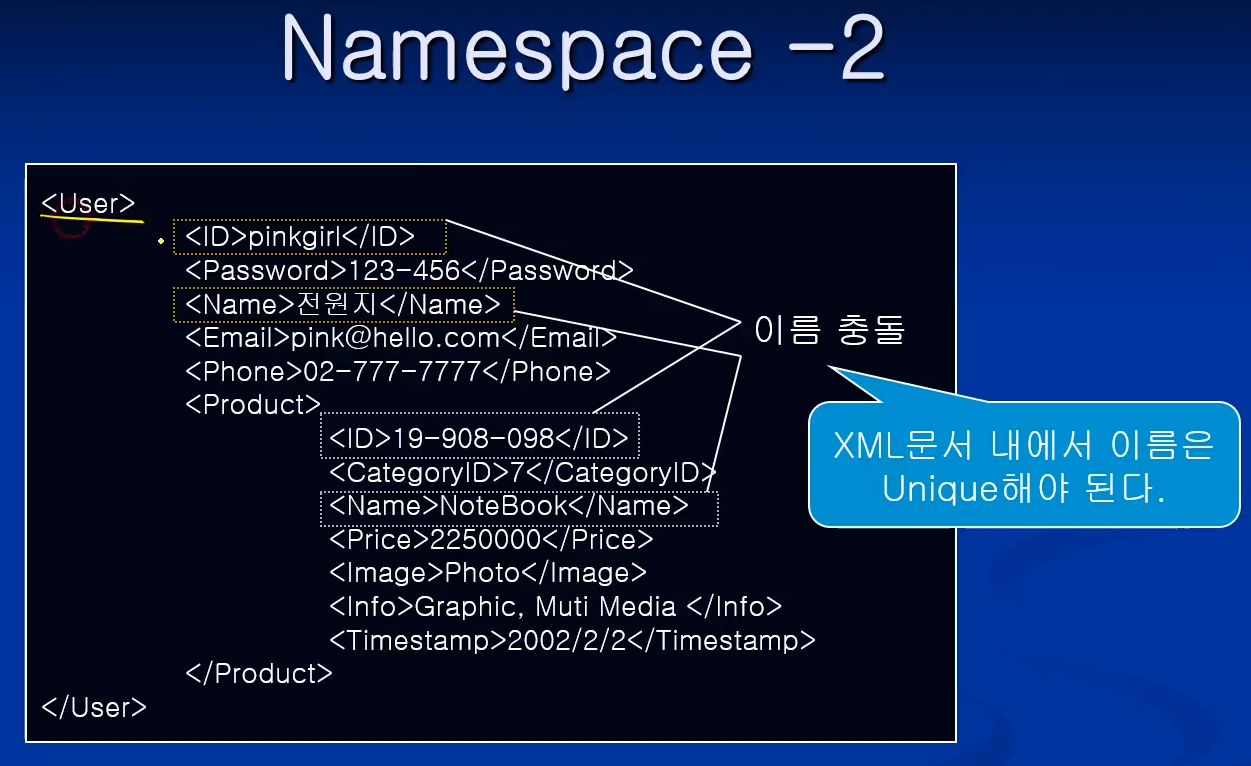 Namespace -2
<User>
<ID>pinkgirl</ID>
<Password>123-456</Password>
<Name>전원지</Name>
<Email>pink@hello.com</Email>
<Phone>02-777-7777</Phone>
<Product>
<ID>19-908-098</ID>
<CategoryID>7</CategoryID>
<Name>NoteBook</Name>
<Price>2250000</Price>
<Image>Photo</Image>
<Info>Graphic, Muti Media </Info>
<Timestamp>2002/2/2</Timestamp>
</Product>
</User>
이름 충돌
XML문서 내에서 이름은
Unique해야 된다.